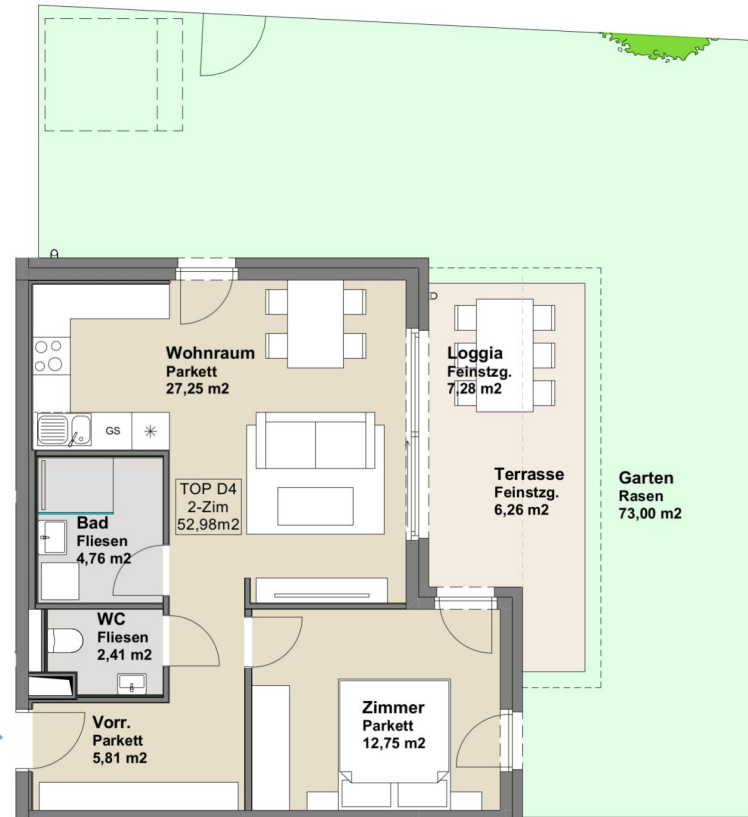 Wohnraum
Parkett
27,25 m2
Loggia
Feinstzg.
7,28 m2
GS
TOP D4
2-Zim
52,98m2
Terrasse
Feinstzg.
6,26 m2
Garten
Rasen
73,00 m2
Bad
Fliesen
4,76 m2
WC
Fliesen
2,41 m2
Vorr.
Parkett
5,81 m2
Zimmer
Parkett
12,75 m2